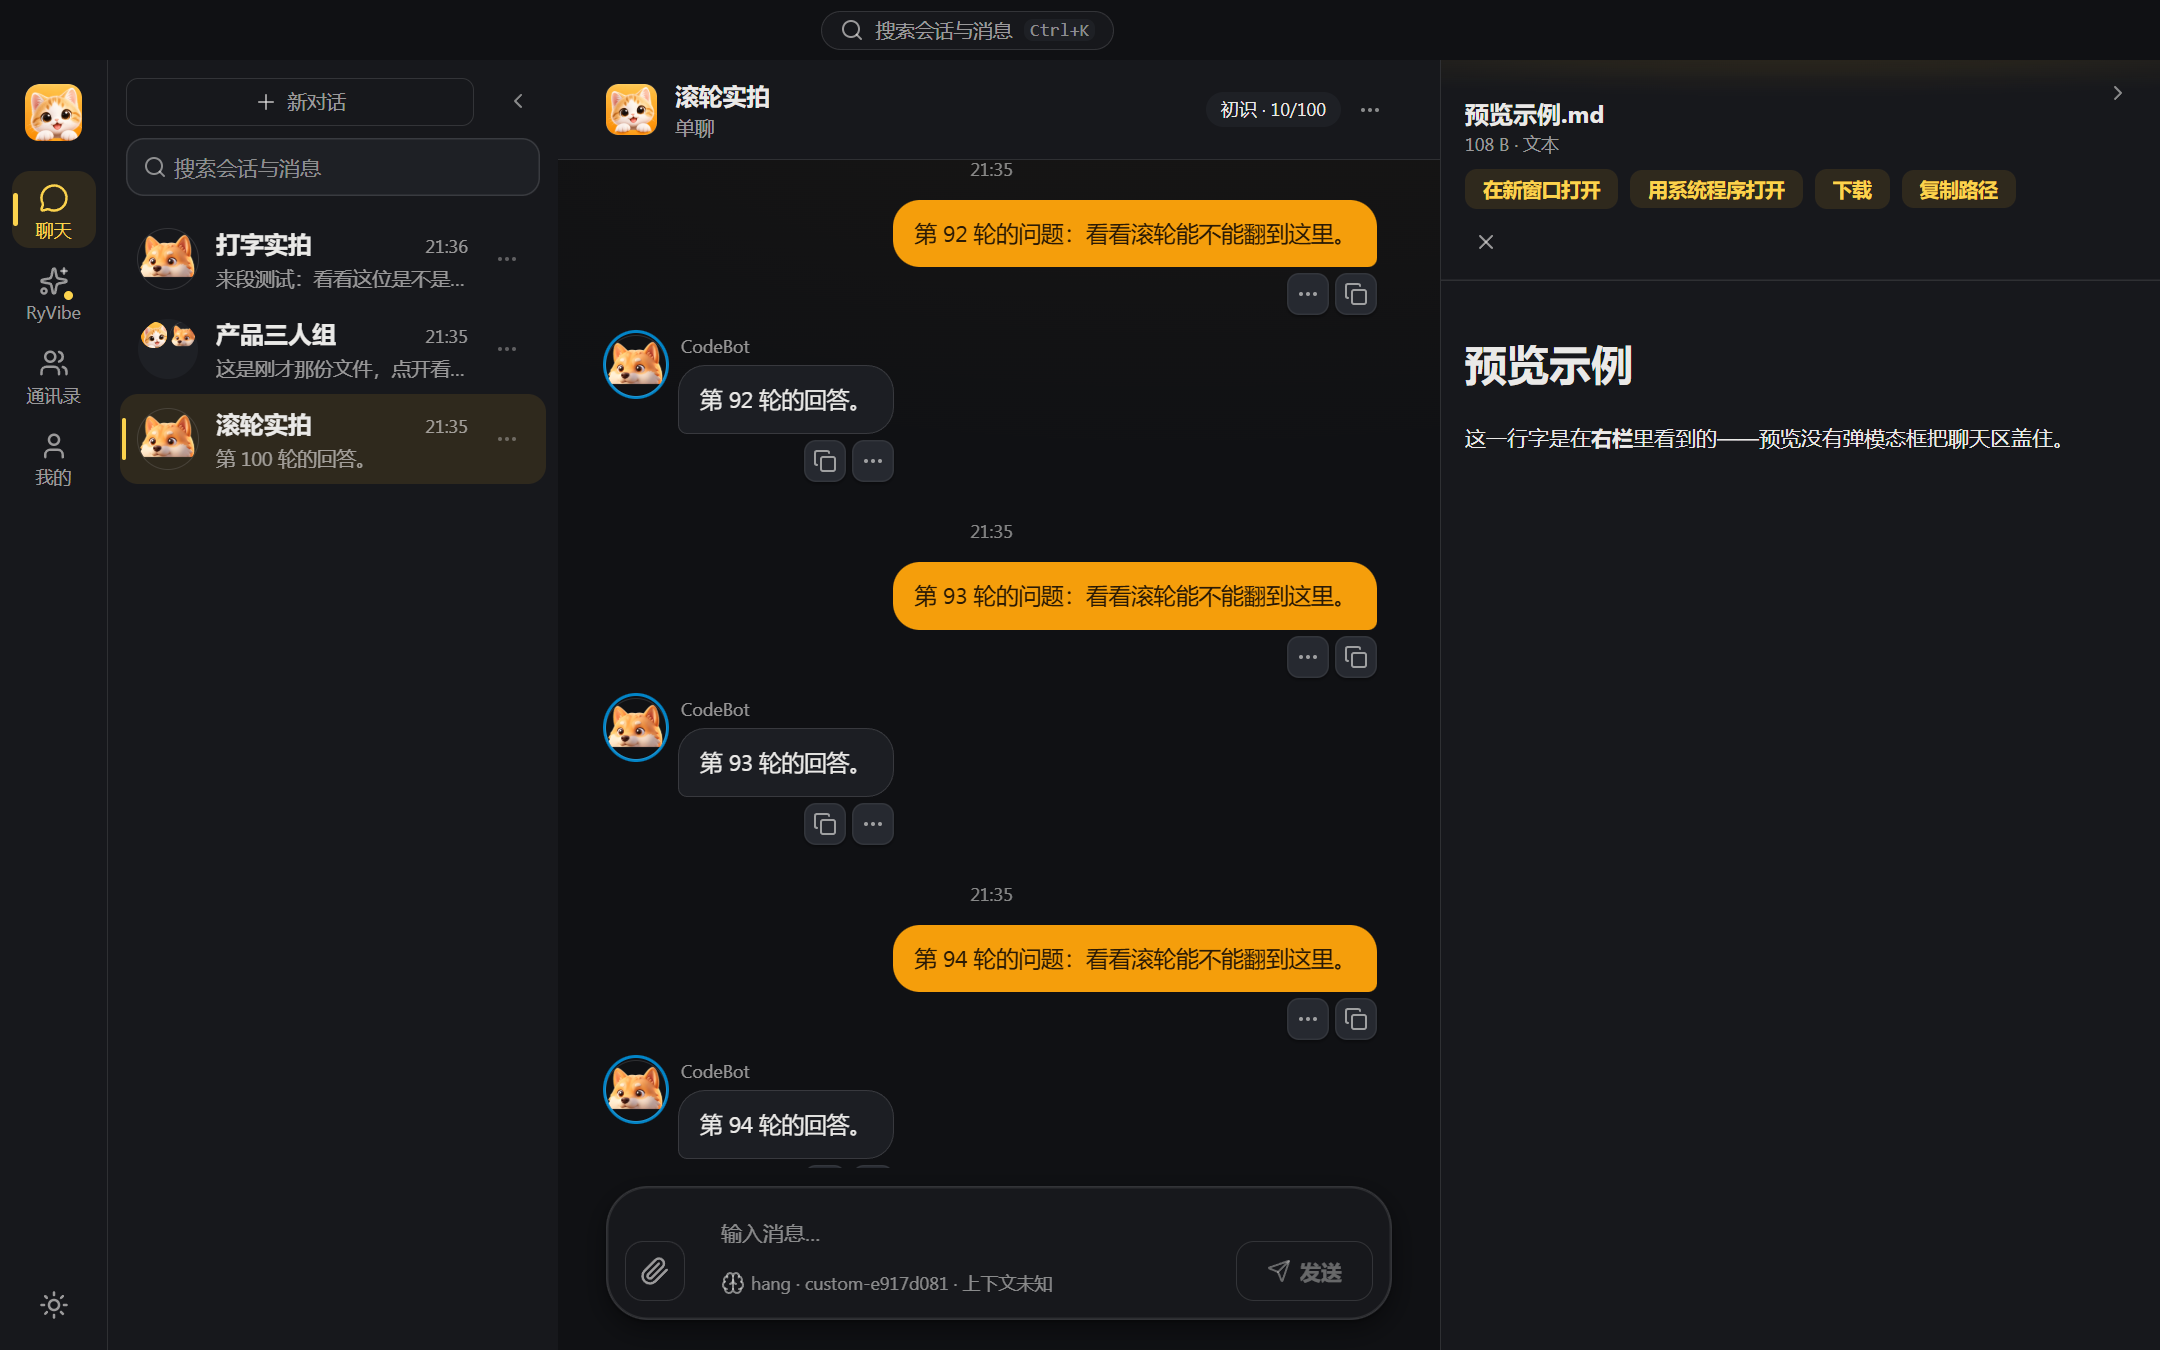 搜索会话与消息 Ctrl+K
聊天
RyVibe
通讯录
我的
新对话
搜索会话与消息
打字实拍 21:36
来段测试：看看这位是不是...
产品三人组 21:35
这是刚才那份文件，点开看...
滚轮实拍 21:35
第 100 轮的回答。
滚轮实拍
单聊
初识 · 10/100
21:35
第 92 轮的问题：看看滚轮能不能翻到这里。
CodeBot
第 92 轮的回答。
21:35
第 93 轮的问题：看看滚轮能不能翻到这里。
CodeBot
第 93 轮的回答。
21:35
第 94 轮的问题：看看滚轮能不能翻到这里。
CodeBot
第 94 轮的回答。
输入消息...
hang · custom-e917d081 · 上下文未知
发送
预览示例.md
108 B · 文本
在新窗口打开 用系统程序打开 下载 复制路径
预览示例
这一行字是在右栏里看到的——预览没有弹模态框把聊天区盖住。